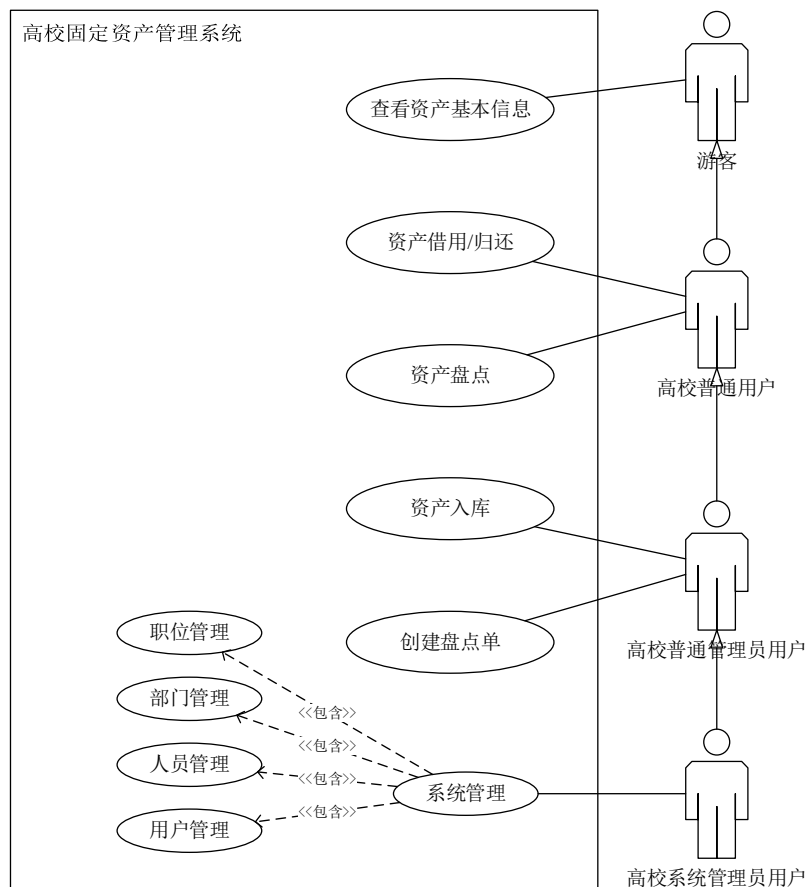 高校固定资产管理系统
查看资产基本信息
游客
资产借用/归还
资产盘点
高校普通用户
资产入库
创建盘点单
高校普通管理员用户
职位管理
部门管理
人员管理
用户管理
<<包含>>
<<包含>>
<<包含>>
<<包含>>
系统管理
高校系统管理员用户